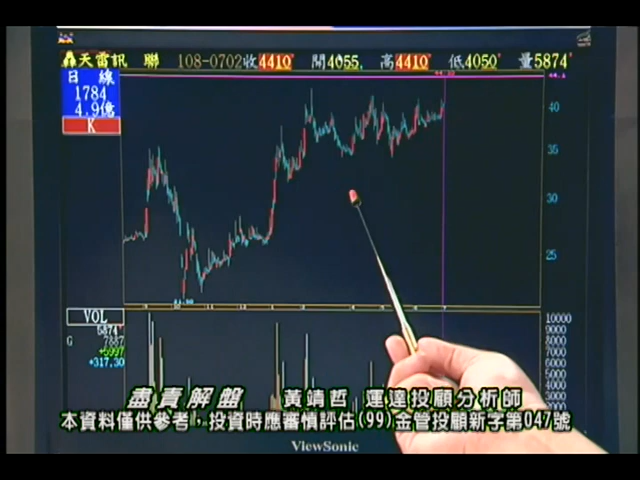 天雷訊 聯 108-0702收4410 開4055 高4410 低4050 量5874
日 線
1784
4.9億
K
44.1
40
35
30
25
VOL
5874
G 7887
+5997
+317.30
10000
9000
8000
7000
6000
5000
4000
3000
盡責解盤 黃靖哲 運達投顧分析師
本資料僅供參考，投資時應審慎評估(99)金管投顧新字第047號
ViewSonic